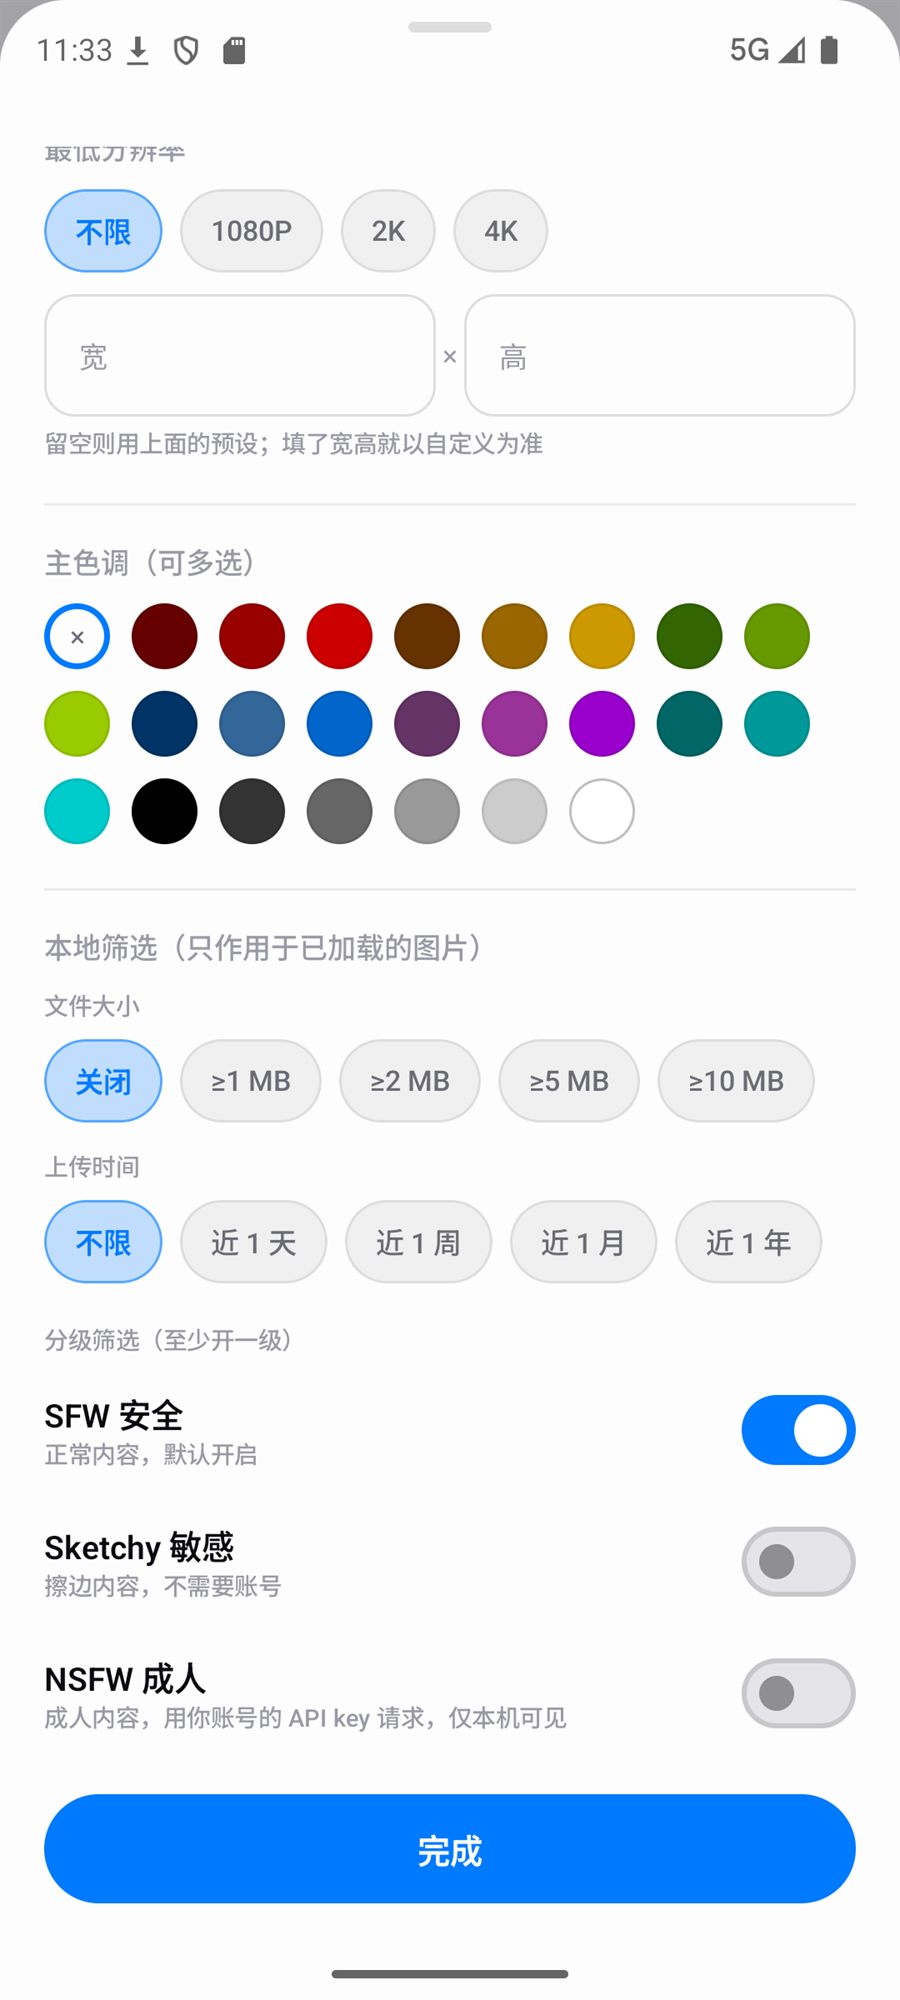 11:33
5G
最低分辨率
不限
1080P
2K
4K
宽
×
高
留空则用上面的预设；填了宽高就以自定义为准
主色调（可多选）
×
本地筛选（只作用于已加载的图片）
文件大小
关闭
≥1 MB
≥2 MB
≥5 MB
≥10 MB
上传时间
不限
近 1 天
近 1 周
近 1 月
近 1 年
分级筛选（至少开一级）
SFW 安全
正常内容，默认开启
Sketchy 敏感
擦边内容，不需要账号
NSFW 成人
成人内容，用你账号的 API key 请求，仅本机可见
完成